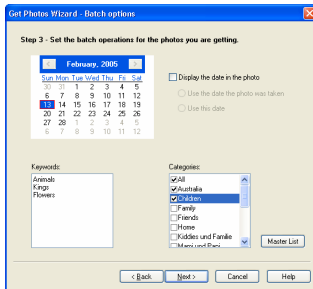 Get Photos Wizard - Batch options
Step 3 - Set the batch operations for the photos you are getting.
February, 2005
Sun Mon Tue Wed Thu Fri Sat
30 31 1 2 3 4 5
6 7 8 9 10 11 12
13 14 15 16 17 18 19
20 21 22 23 24 25 26
27 28 1 2 3 4 5
6 7 8 9 10 11 12
Display the date in the photo
Use the date the photo was taken
Use this date
Keywords:
Animals
Kings
Flowers
Categories:
All
Australia
Children
Family
Friends
Home
Kiddies und Familie
Mami und Papi
Master List
< Back
Next >
Cancel
Help